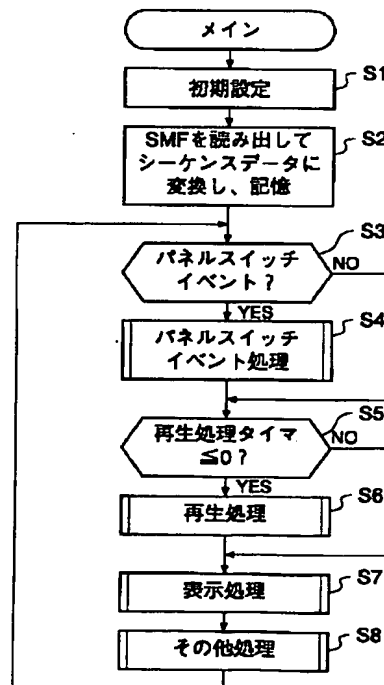 メイン
S1
初期設定
S2
SMFを読み出して
シーケンスデータに
変換し、記憶
S3
パネルスイッチ
イベント?
NO
YES
S4
パネルスイッチ
イベント処理
S5
再生処理タイマ
≦0?
NO
YES
S6
再生処理
S7
表示処理
S8
その他処理